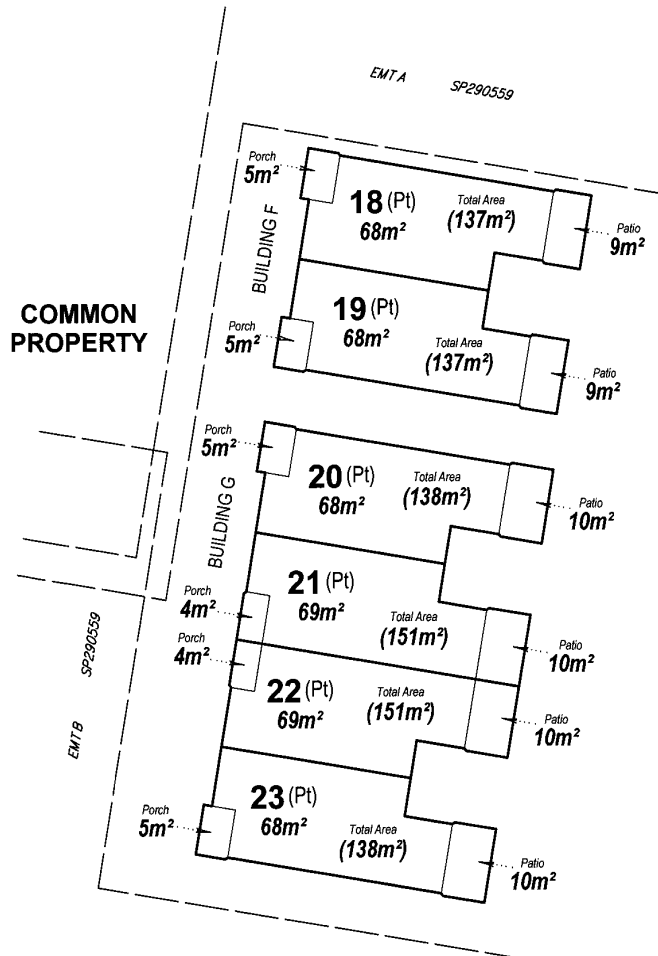 EMT A SP290559
Porch
5m²
18 (Pt)
68m²
Total Area
(137m²)
Patio
9m²
BUILDING F
19 (Pt)
68m²
Total Area
(137m²)
Porch
5m²
Patio
9m²
COMMON
PROPERTY
Porch
5m²
20 (Pt)
68m²
Total Area
(138m²)
Patio
10m²
BUILDING G
21 (Pt)
69m²
Porch
4m²
Total Area
(151m²)
Patio
10m²
Porch
4m²
22 (Pt)
69m²
Total Area
(151m²)
Patio
10m²
EMT B SP290559
23 (Pt)
68m²
Porch
5m²
Total Area
(138m²)
Patio
10m²